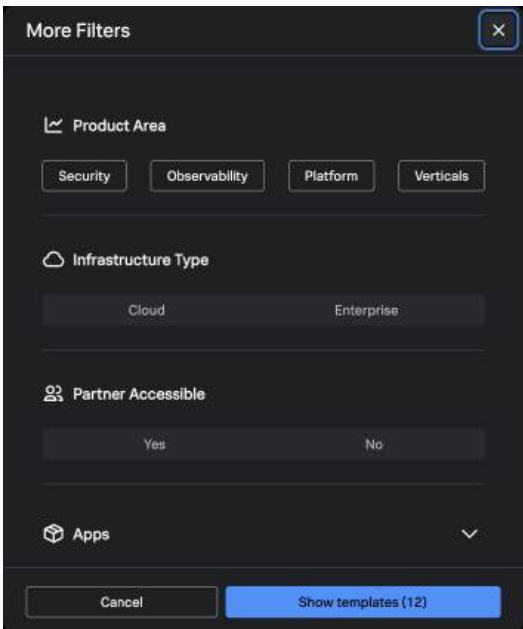 More Filters
Product Area
Security Observability Platform Verticals
Infrastructure Type
Cloud Enterprise
Partner Accessible
Yes No
Apps
Cancel Show templates (12)